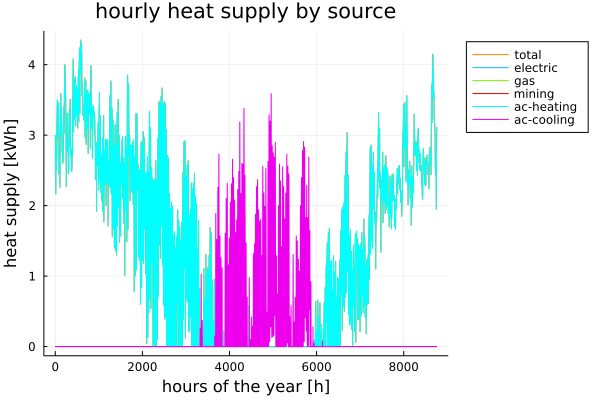 hourly heat supply by source
heat supply [kWh]
4
3
2
1
0
0
2000
4000
6000
8000
hours of the year [h]
total
electric
gas
mining
ac-heating
ac-cooling